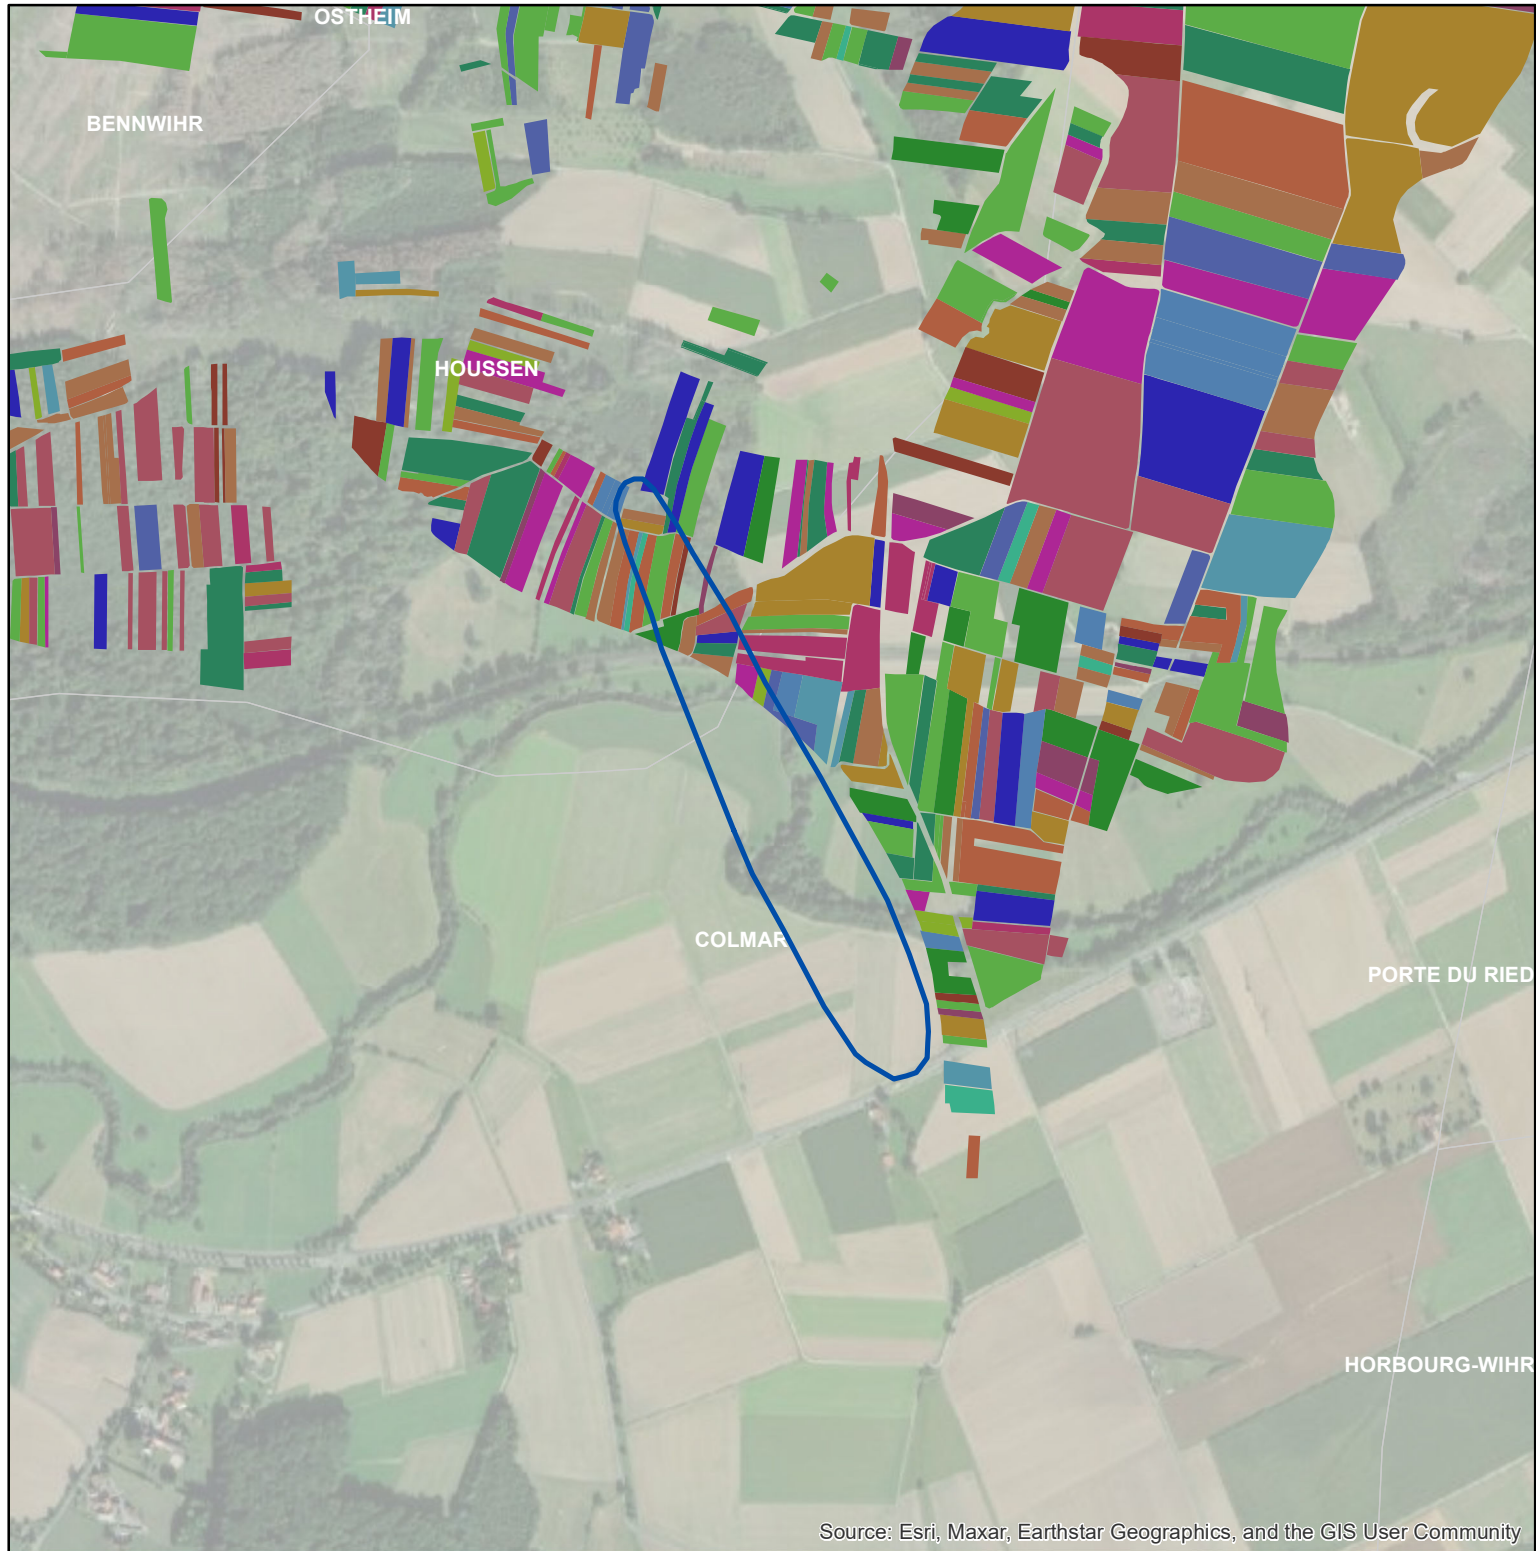 OSTHEIM
BENNWIHR
HOUSSEN
COLMAR
PORTE DU RIED
HORBOURG-WIHR
Source: Esri, Maxar, Earthstar Geographics, and the GIS User Community